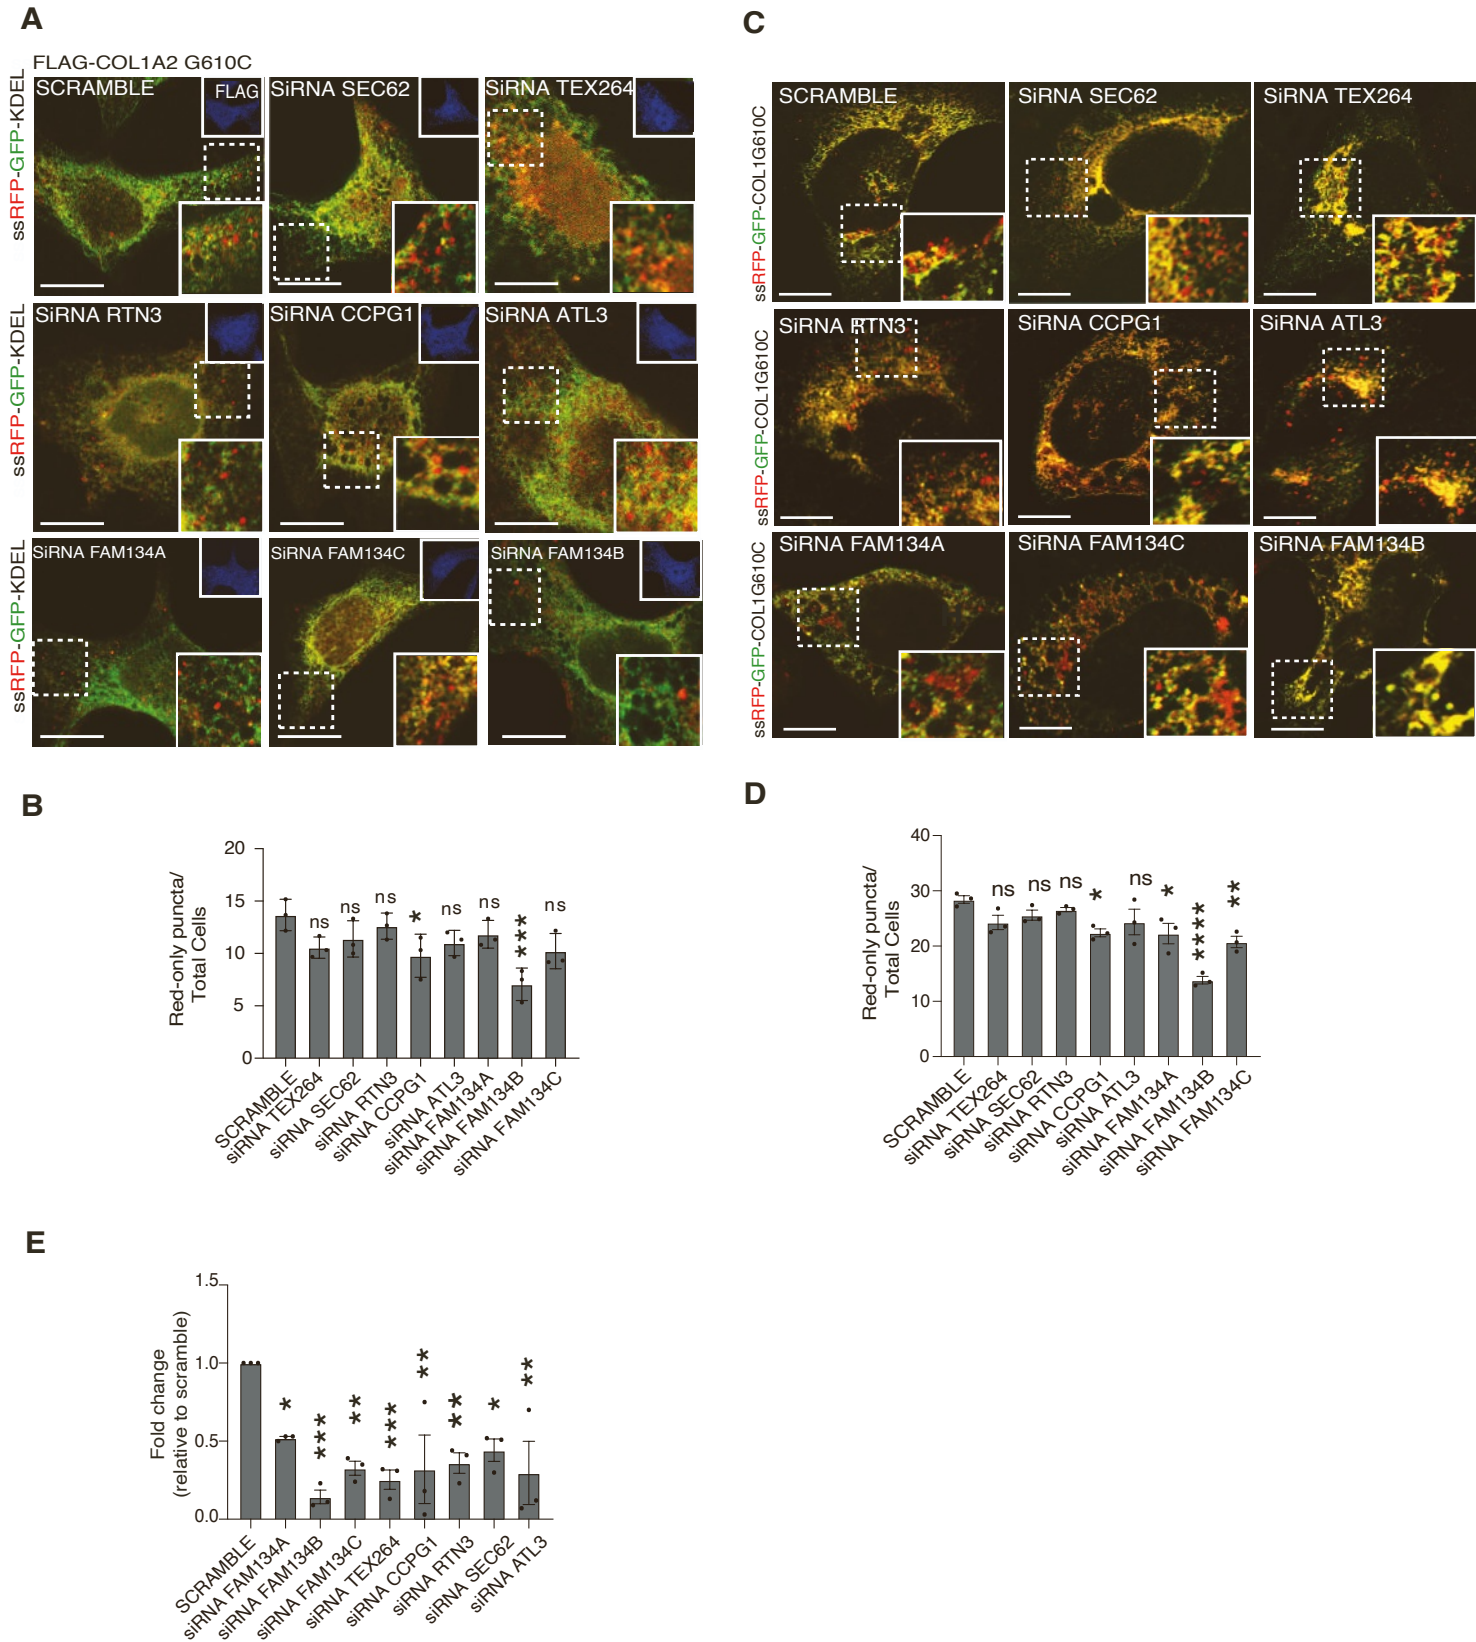 A
FLAG-COL1A2 G610C
ssRFP-GFP-KDEL
SCRAMBLE
FLAG
SiRNA SEC62
SiRNA TEX264
ssRFP-GFP-KDEL
SiRNA RTN3
SiRNA CCPG1
SiRNA ATL3
ssRFP-GFP-KDEL
SiRNA FAM134A
SiRNA FAM134C
SiRNA FAM134B
C
ssRFP-GFP-COL1G610C
SCRAMBLE
SiRNA SEC62
SiRNA TEX264
ssRFP-GFP-COL1G610C
SiRNA RTN3
SiRNA CCPG1
SiRNA ATL3
ssRFP-GFP-COL1G610C
SiRNA FAM134A
SiRNA FAM134C
SiRNA FAM134B
B
Red-only puncta/
Total Cells
20
15
10
5
0
ns
ns
ns
*
ns
ns
***
ns
SCRAMBLE
siRNA TEX264
siRNA SEC62
siRNA RTN3
siRNA CCPG1
siRNA ATL3
siRNA FAM134A
siRNA FAM134B
siRNA FAM134C
D
Red-only puncta/
Total Cells
40
30
20
10
0
ns
ns
ns
*
ns
*
****
**
SCRAMBLE
siRNA TEX264
siRNA SEC62
siRNA RTN3
siRNA CCPG1
siRNA ATL3
siRNA FAM134A
siRNA FAM134B
siRNA FAM134C
E
Fold change
(relative to scramble)
1.5
1.0
0.5
0.0
*
***
**
***
**
**
*
**
SCRAMBLE
siRNA FAM134A
siRNA FAM134B
siRNA FAM134C
siRNA TEX264
siRNA CCPG1
siRNA RTN3
siRNA SEC62
siRNA ATL3